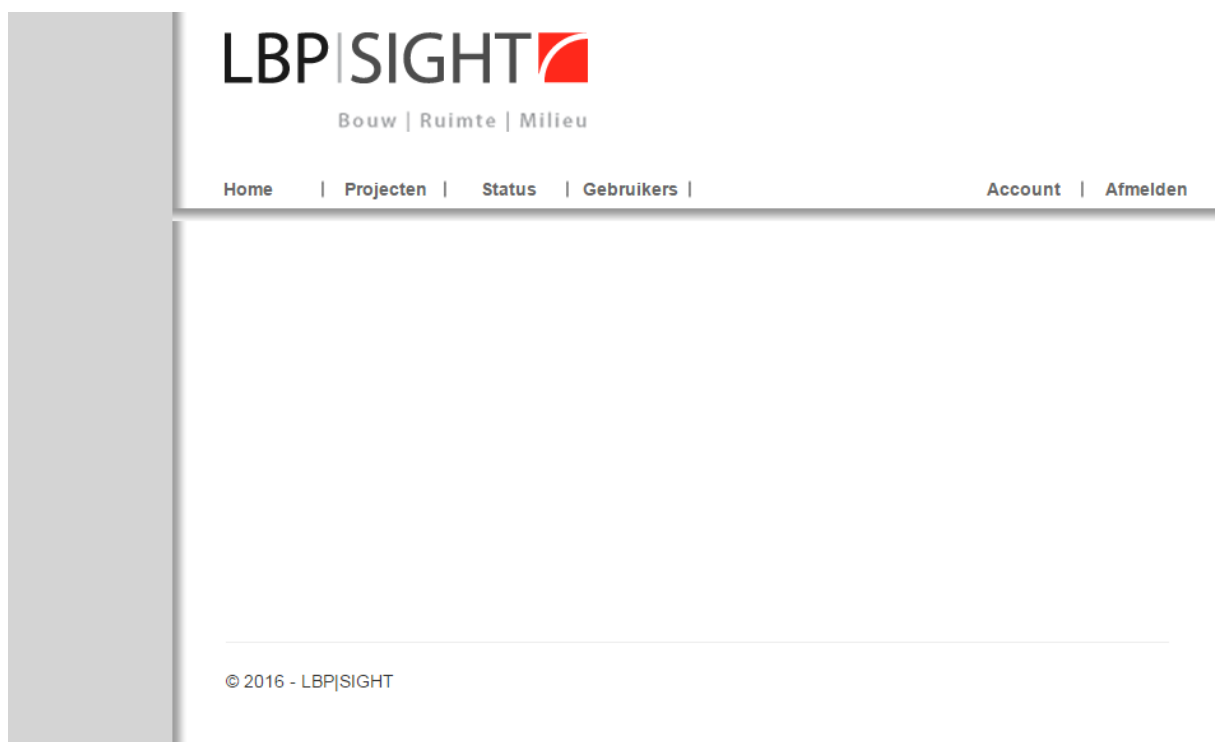 LBP|SIGHT
Bouw | Ruimte | Milieu
Home | Projecten | Status | Gebruikers | Account | Afmelden
© 2016 - LBP|SIGHT